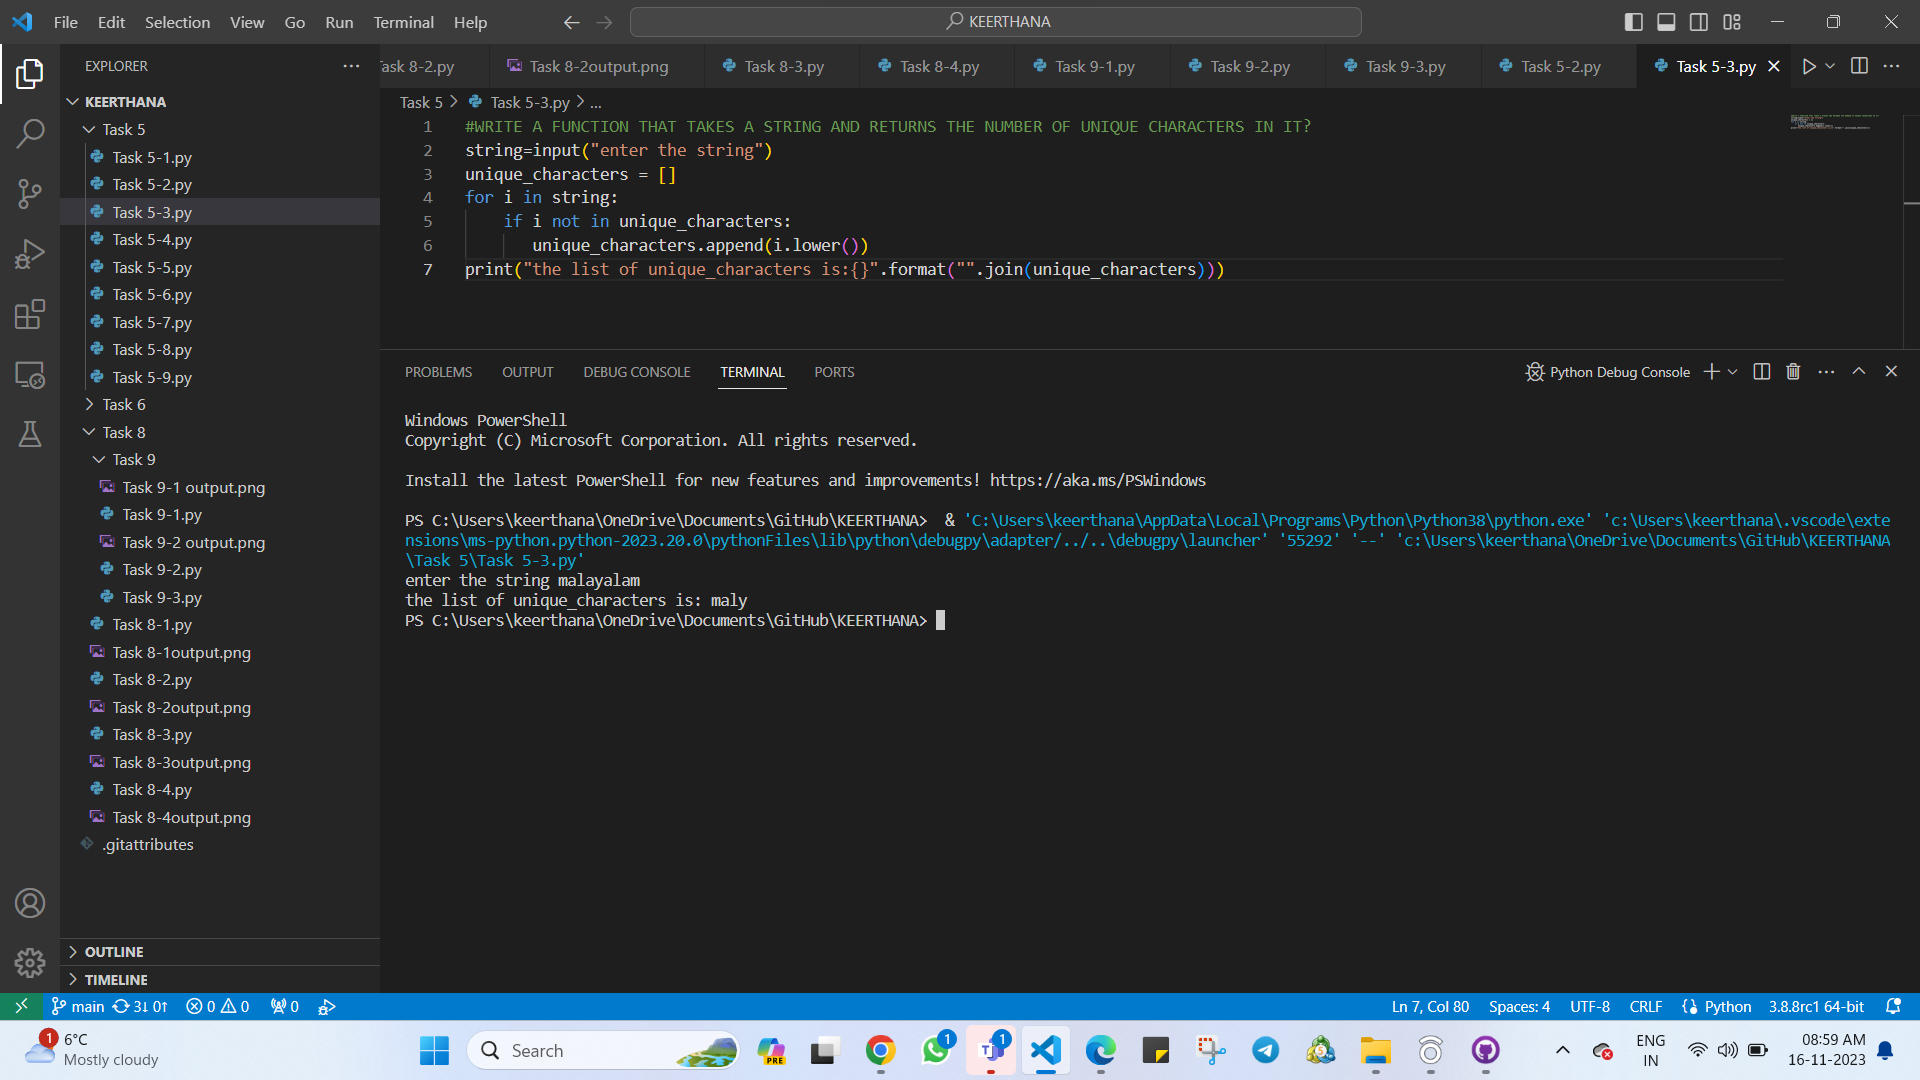 File Edit Selection View Go Run Terminal Help
KEERTHANA
EXPLORER
Task 8-2.py Task 8-2output.png Task 8-3.py Task 8-4.py Task 9-1.py Task 9-2.py Task 9-3.py Task 5-2.py Task 5-3.py
KEERTHANA
Task 5
Task 5-1.py
Task 5-2.py
Task 5-3.py
Task 5-4.py
Task 5-5.py
Task 5-6.py
Task 5-7.py
Task 5-8.py
Task 5-9.py
Task 6
Task 8
Task 9
Task 9-1 output.png
Task 9-1.py
Task 9-2 output.png
Task 9-2.py
Task 9-3.py
Task 8-1.py
Task 8-1output.png
Task 8-2.py
Task 8-2output.png
Task 8-3.py
Task 8-3output.png
Task 8-4.py
Task 8-4output.png
.gitattributes
OUTLINE
TIMELINE
Task 5 > Task 5-3.py > ...
1 #WRITE A FUNCTION THAT TAKES A STRING AND RETURNS THE NUMBER OF UNIQUE CHARACTERS IN IT?
2 string=input("enter the string")
3 unique_characters = []
4 for i in string:
5 if i not in unique_characters:
6 unique_characters.append(i.lower())
7 print("the list of unique_characters is:{}".format("".join(unique_characters)))
PROBLEMS OUTPUT DEBUG CONSOLE TERMINAL PORTS
Python Debug Console
Windows PowerShell
Copyright (C) Microsoft Corporation. All rights reserved.
Install the latest PowerShell for new features and improvements! https://aka.ms/PSWindows
PS C:\Users\keerthana\OneDrive\Documents\GitHub\KEERTHANA>  & 'C:\Users\keerthana\AppData\Local\Programs\Python\Python38\python.exe' 'c:\Users\keerthana\.vscode\exte
nsions\ms-python.python-2023.20.0\pythonFiles\lib\python\debugpy\adapter/../..\debugpy\launcher' '55292' '--' 'c:\Users\keerthana\OneDrive\Documents\GitHub\KEERTHANA
\Task 5\Task 5-3.py'
enter the string malayalam
the list of unique_characters is: maly
PS C:\Users\keerthana\OneDrive\Documents\GitHub\KEERTHANA>
main 3↓ 0↑ 0 0 0
Ln 7, Col 80 Spaces: 4 UTF-8 CRLF Python 3.8.8rc1 64-bit
1 6°C
Mostly cloudy
Search
PRE
1
1
ENG
IN
08:59 AM
16-11-2023